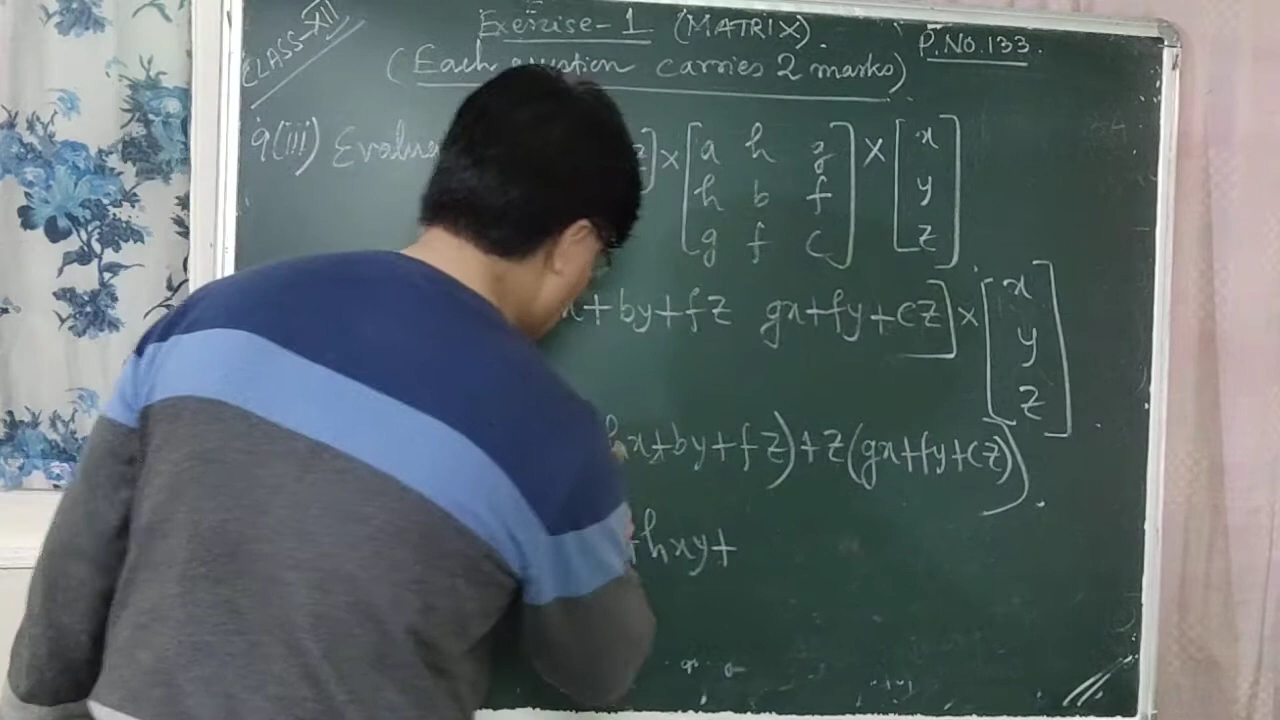 CLASS-XII
Exercise-1 (MATRIX).
P.No.133.
(Each question carries 2 marks)
9(iii) Evalua z] × [a h g] × [x]
[h b f] [y]
[g f c] [z]
x+by+fz gx+fy+cz] × [x]
[y]
[z]
hx+by+fz)+z(gx+fy+cz)).
+hxy+